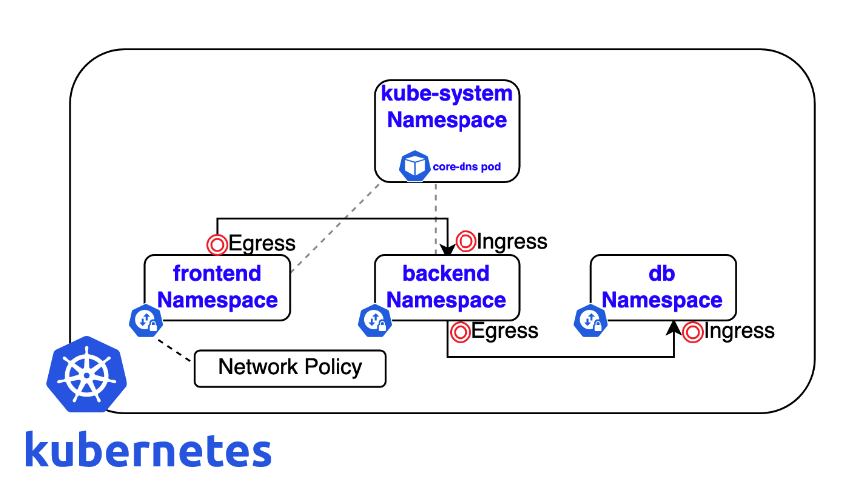 kube-system
Namespace
core-dns pod
Egress
Ingress
frontend
Namespace
backend
Namespace
db
Namespace
Egress
Ingress
Network Policy
kubernetes